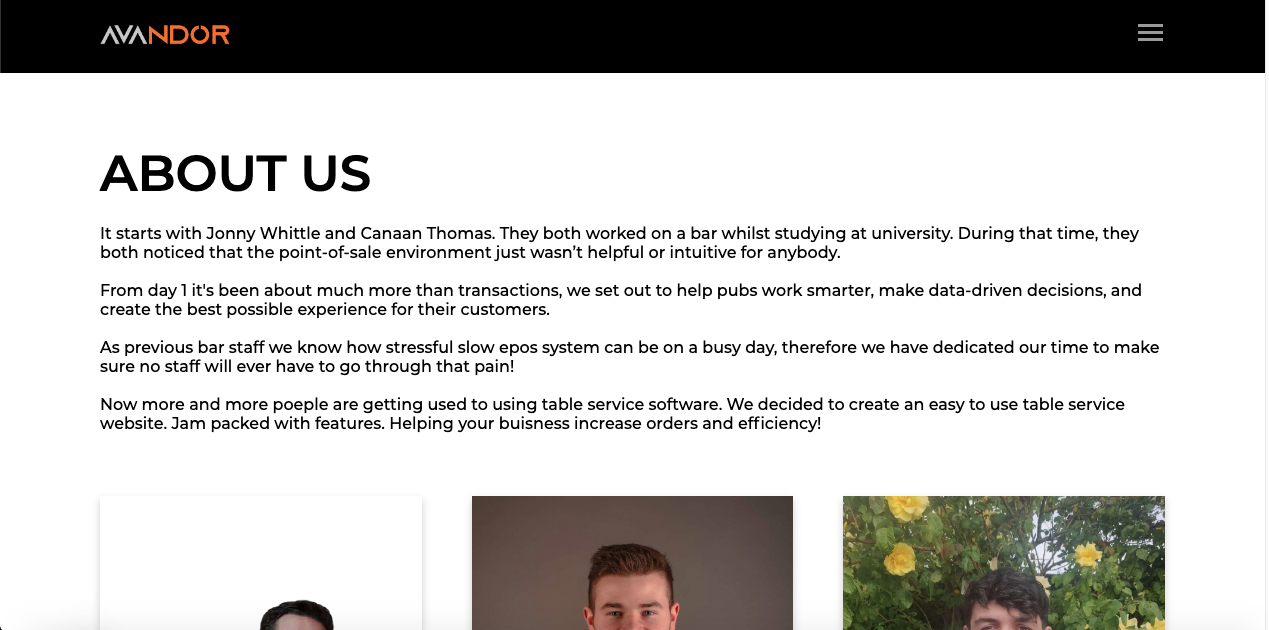 AVANDOR
ABOUT US
It starts with Jonny Whittle and Canaan Thomas. They both worked on a bar whilst studying at university. During that time, they
both noticed that the point-of-sale environment just wasn’t helpful or intuitive for anybody.
From day 1 it's been about much more than transactions, we set out to help pubs work smarter, make data-driven decisions, and
create the best possible experience for their customers.
As previous bar staff we know how stressful slow epos system can be on a busy day, therefore we have dedicated our time to make
sure no staff will ever have to go through that pain!
Now more and more poeple are getting used to using table service software. We decided to create an easy to use table service
website. Jam packed with features. Helping your buisness increase orders and efficiency!